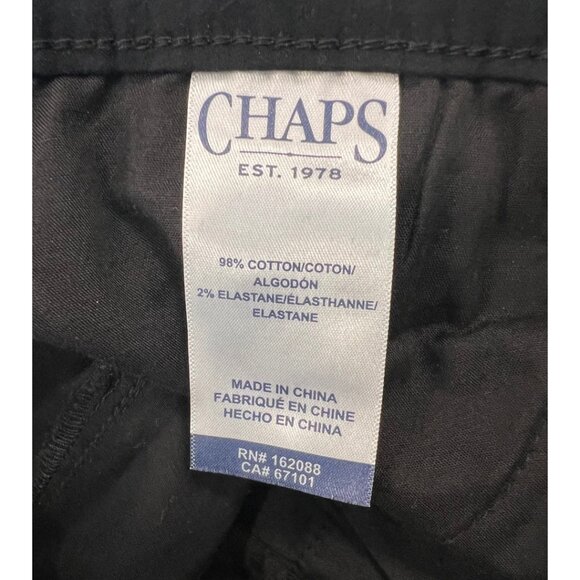 CHAPS
EST. 1978
98% COTTON/COTON/
ALGODÓN
2% ELASTANE/ÉLASTHANNE/
ELASTANE
MADE IN CHINA
FABRIQUÉ EN CHINE
HECHO EN CHINA
RN# 162088
CA# 67101